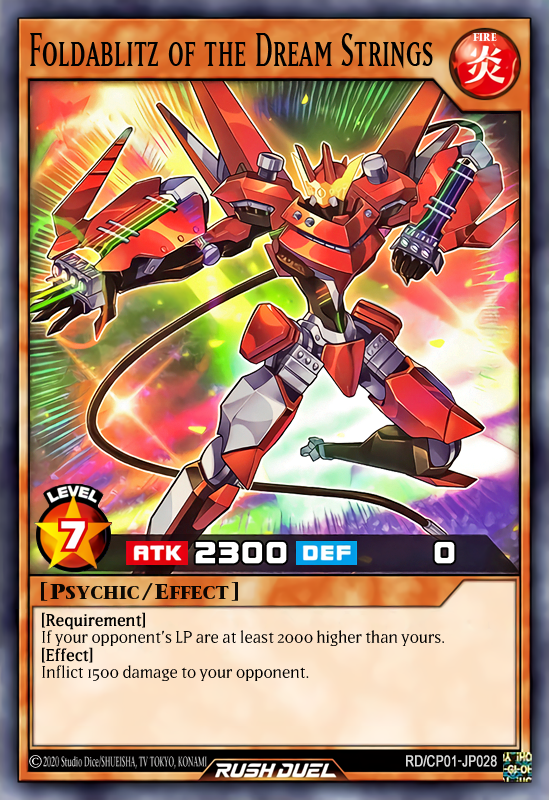 FOLDABLITZ OF THE DREAM STRINGS
FIRE
炎
LEVEL
7
ATK 2300 DEF 0
[PSYCHIC/EFFECT]
[Requirement]
If your opponent's LP are at least 2000 higher than yours.
[Effect]
Inflict 1500 damage to your opponent.
©2020 Studio Dice/SHUEISHA, TV TOKYO, KONAMI
RUSH DUEL
RD/CP01-JP028